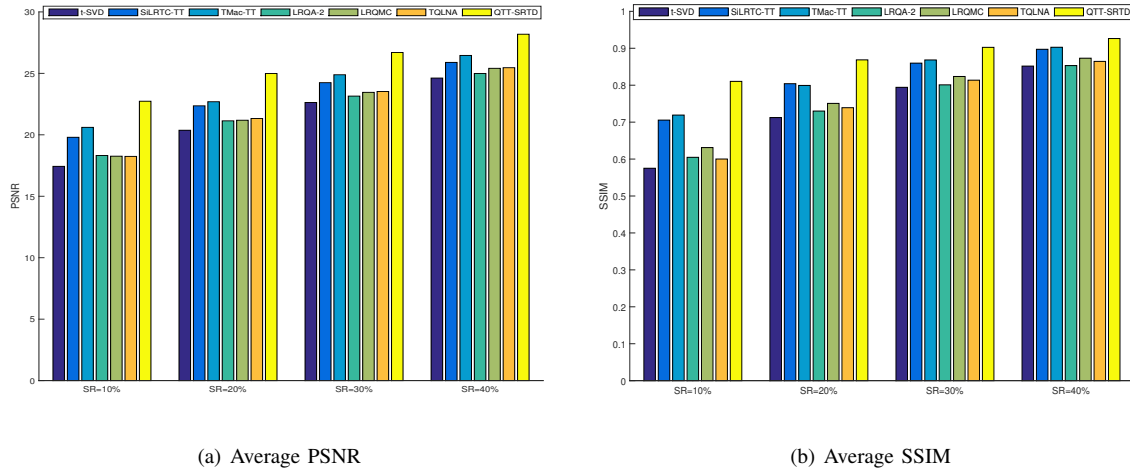 t-SVD SiLRTC-TT TMac-TT LRQA-2 LRQMC TQLNA QTT-SRTD
30
25
20
15
10
5
0
PSNR
SR=10% SR=20% SR=30% SR=40%
(a) Average PSNR
t-SVD SiLRTC-TT TMac-TT LRQA-2 LRQMC TQLNA QTT-SRTD
1
0.9
0.8
0.7
0.6
0.5
0.4
0.3
0.2
0.1
0
SSIM
SR=10% SR=20% SR=30% SR=40%
(b) Average SSIM